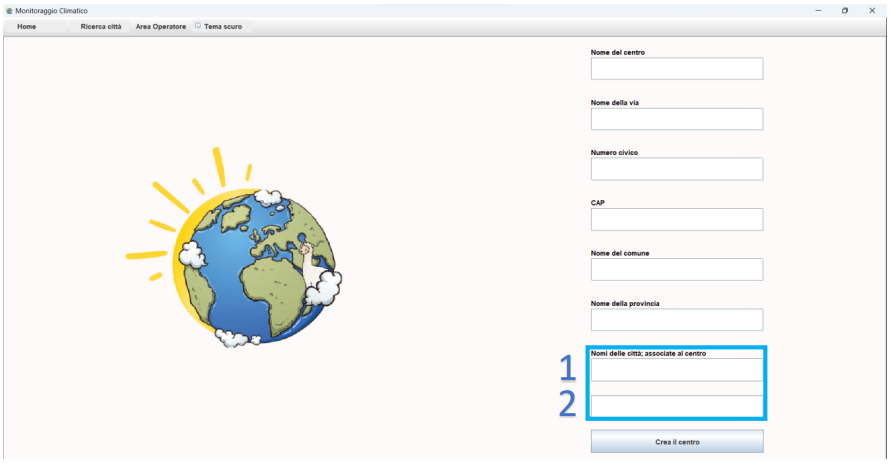 Monitoraggio Climatico
Home Ricerca città Area Operatore Tema scuro
Nome del centro
Nome della via
Numero civico
CAP
Nome del comune
Nome della provincia
Nomi delle città; associate al centro
1
2
Crea il centro